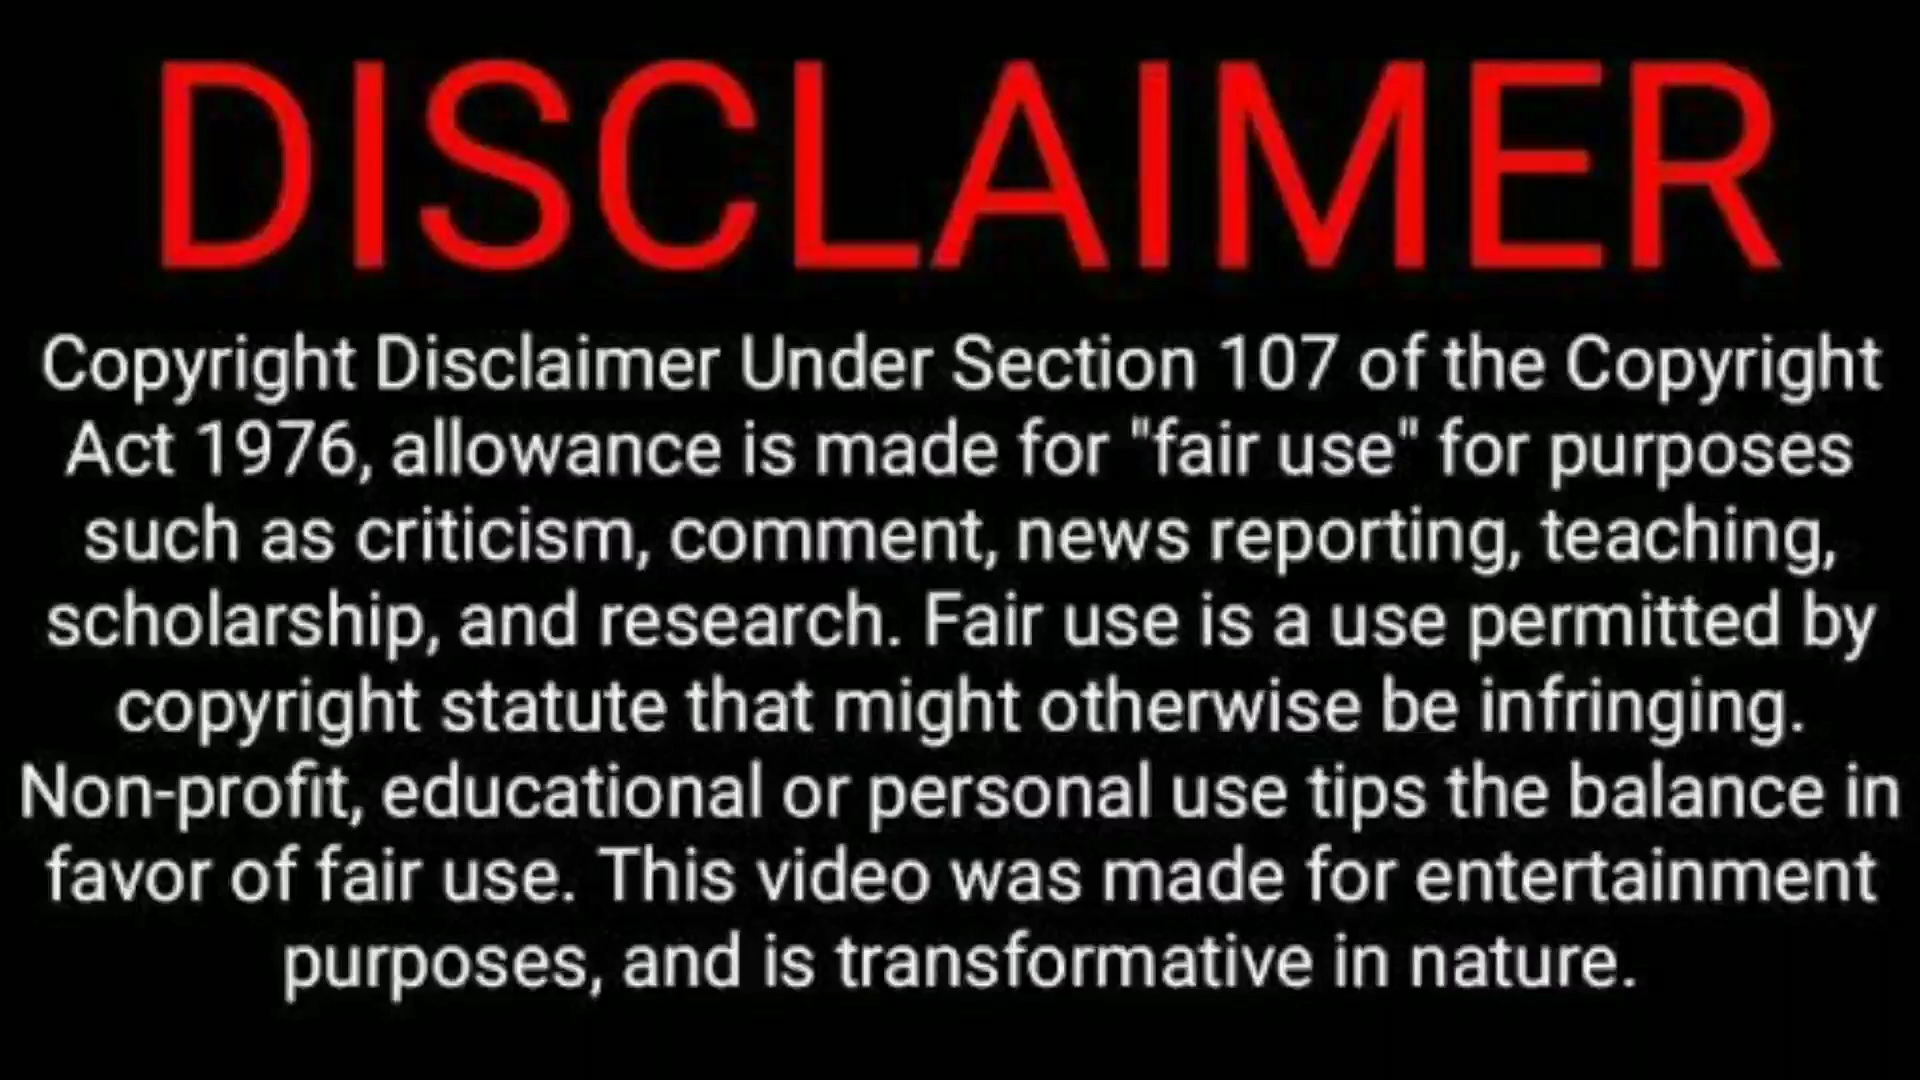 DISCLAIMER
Copyright Disclaimer Under Section 107 of the Copyright
Act 1976, allowance is made for "fair use" for purposes
such as criticism, comment, news reporting, teaching,
scholarship, and research. Fair use is a use permitted by
copyright statute that might otherwise be infringing.
Non-profit, educational or personal use tips the balance in
favor of fair use. This video was made for entertainment
purposes, and is transformative in nature.